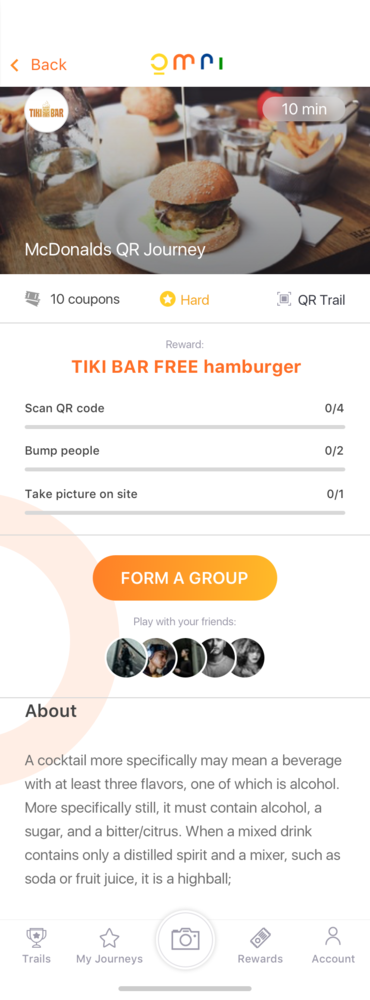 Back
omri
TIKI BAR
10 min
McDonalds QR Journey
10 coupons
Hard
QR Trail
Reward:
TIKI BAR FREE hamburger
Scan QR code 0/4
Bump people 0/2
Take picture on site 0/1
FORM A GROUP
Play with your friends:
About
A cocktail more specifically may mean a beverage
with at least three flavors, one of which is alcohol.
More specifically still, it must contain alcohol, a
sugar, and a bitter/citrus. When a mixed drink
contains only a distilled spirit and a mixer, such as
soda or fruit juice, it is a highball;
Trails
My Journeys
Rewards
Account